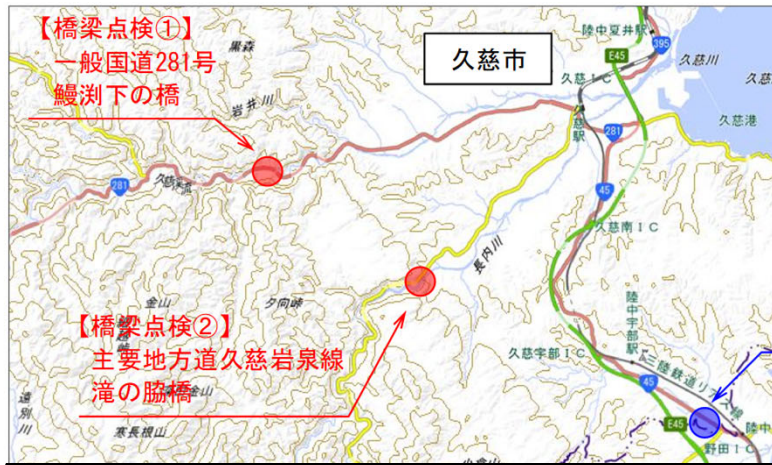 【橋梁点検①】
一般国道281号
鰻渕下の橋
久慈市
黒森
岩井川
陸中夏井駅
395
E45
久慈川
久慈IC
久慈駅
久慈港
281
281
久慈渓流
45
長内川
久慈南IC
金山
夕向峠
【橋梁点検②】
主要地方道久慈岩泉線
滝の脇橋
陸中宇部駅
久慈宇部IC
三陸鉄道リアス線
45
遠別川
寒長根山
E45
野田IC